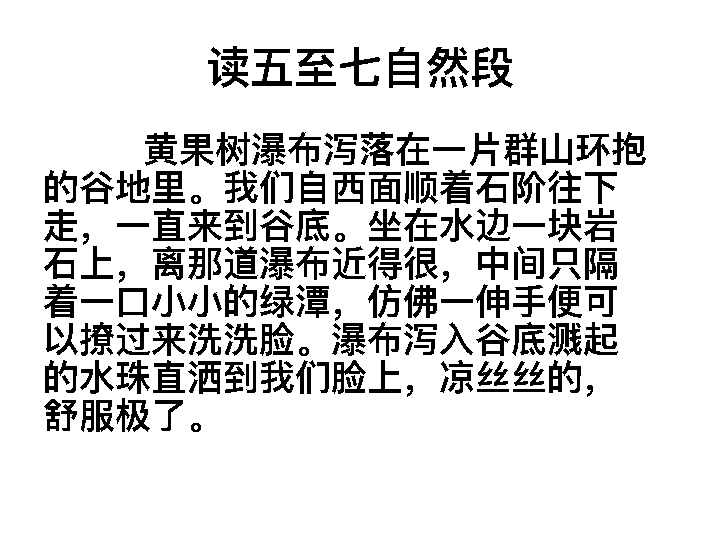 读五至七自然段
黄果树瀑布泻落在一片群山环抱
的谷地里。我们自西面顺着石阶往下
走，一直来到谷底。坐在水边一块岩
石上，离那道瀑布近得很，中间只隔
着一口小小的绿潭，仿佛一伸手便可
以撩过来洗洗脸。瀑布泻入谷底溅起
的水珠直洒到我们脸上，凉丝丝的，
舒服极了。